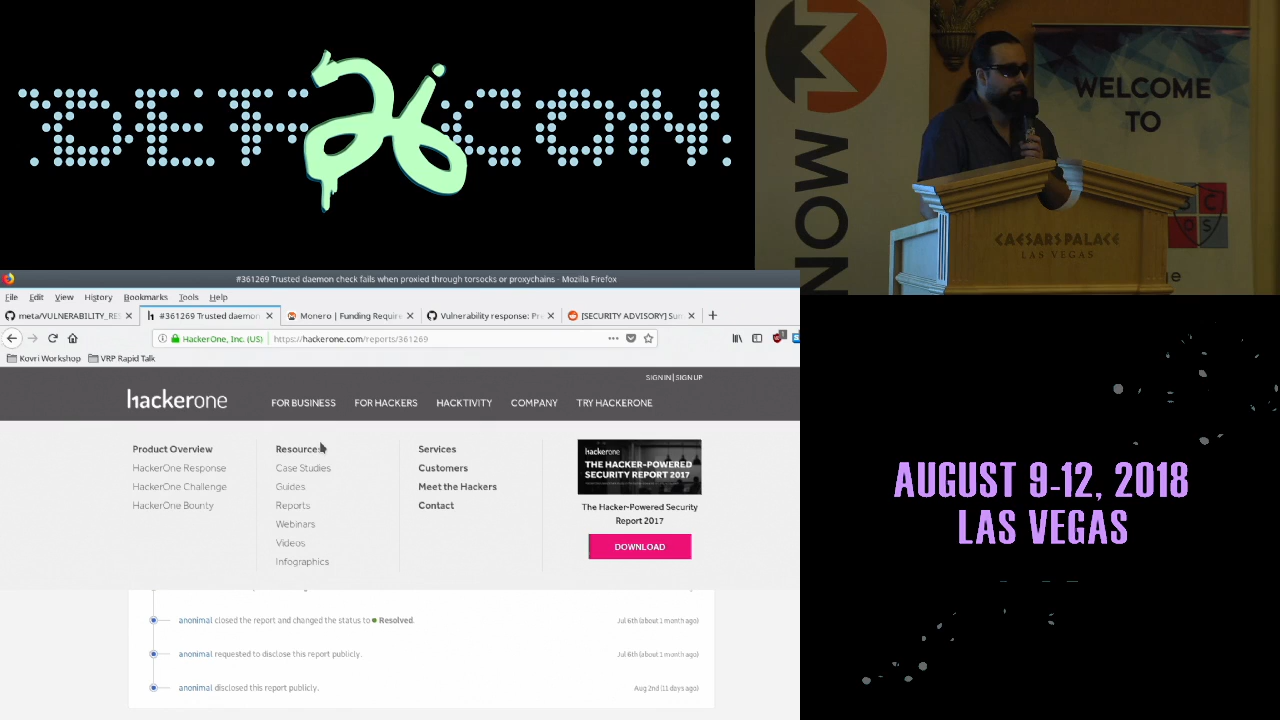 DEF 26 CON
NOW
WELCOME
TO
CAESARS PALACE
LAS VEGAS
#361269 Trusted daemon check fails when proxied through torsocks or proxychains - Mozilla Firefox
File Edit View History Bookmarks Tools Help
meta/VULNERABILITY_RES
#361269 Trusted daemon
Monero | Funding Require
Vulnerability response: Pr
[SECURITY ADVISORY] Sum
HackerOne, Inc. (US) https://hackerone.com/reports/361269
Kovri Workshop VRP Rapid Talk
SIGN IN | SIGN UP
hackerone FOR BUSINESS FOR HACKERS HACKTIVITY COMPANY TRY HACKERONE
Product Overview
HackerOne Response
HackerOne Challenge
HackerOne Bounty
Resources
Case Studies
Guides
Reports
Webinars
Videos
Infographics
Services
Customers
Meet the Hackers
Contact
hackerone
THE HACKER-POWERED
SECURITY REPORT 2017
The Hacker-Powered Security
Report 2017
DOWNLOAD
anonimal closed the report and changed the status to Resolved. Jul 6th (about 1 month ago)
anonimal requested to disclose this report publicly. Jul 6th (about 1 month ago)
anonimal disclosed this report publicly. Aug 2nd (11 days ago)
AUGUST 9-12, 2018
LAS VEGAS